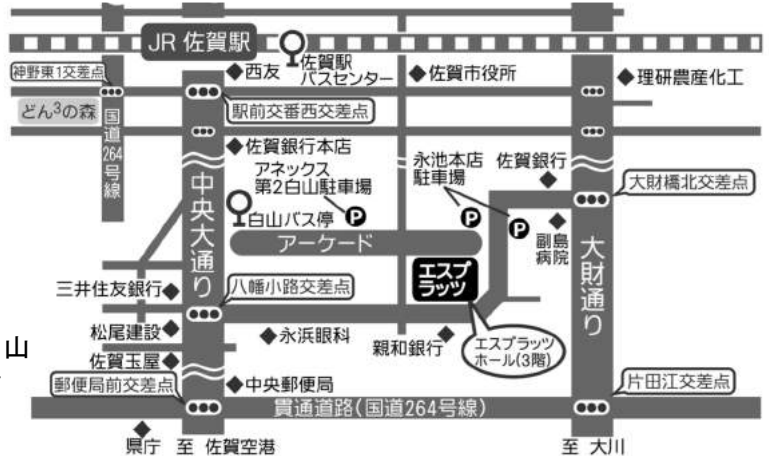 JR 佐賀駅
佐賀駅
バスセンター
西友
佐賀市役所
理研農産化工
神野東1交差点
どん3の森
国道264号線
駅前交番西交差点
佐賀銀行本店
アネックス
第2白山駐車場
P
永池本店
駐車場
P
P
佐賀銀行
大財橋北交差点
中央大通り
白山バス停
アーケード
副島
病院
大財通り
エスプ
ラッツ
三井住友銀行
八幡小路交差点
松尾建設
永浜眼科
親和銀行
エスプラッツ
ホール(3階)
山
佐賀玉屋
郵便局前交差点
中央郵便局
片田江交差点
貫通道路(国道264号線)
県庁
至 佐賀空港
至 大川